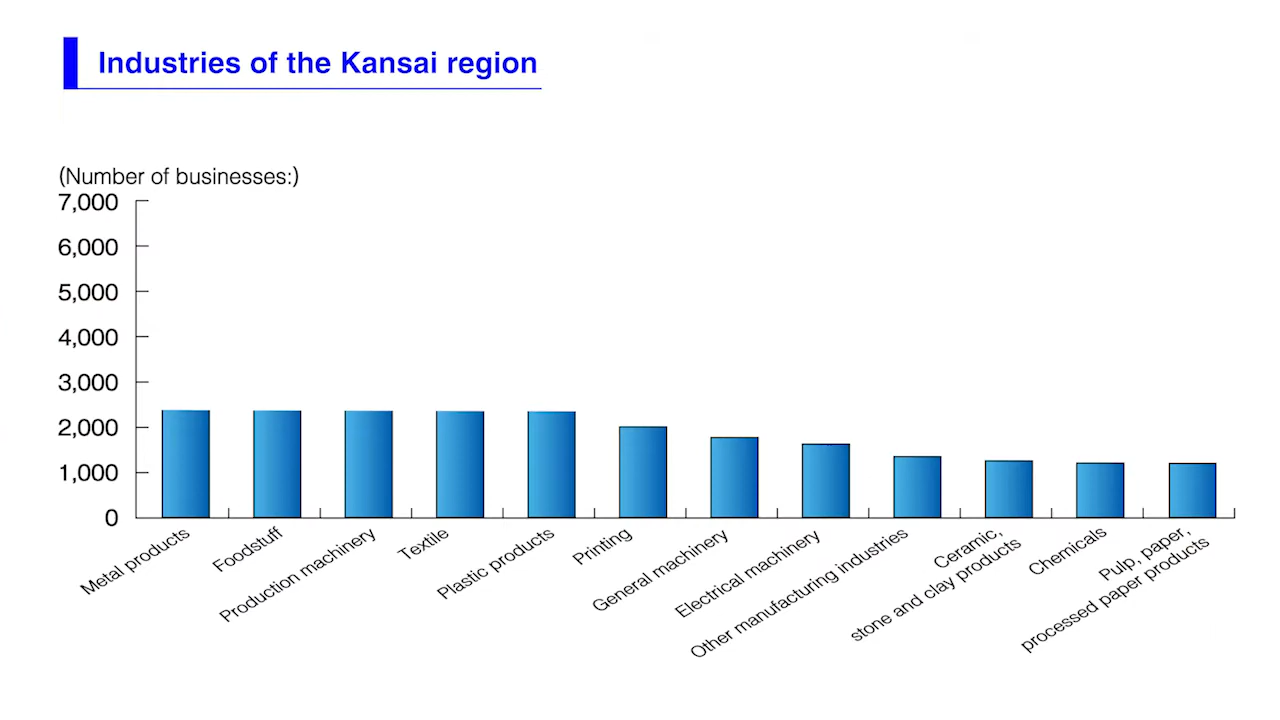 Industries of the Kansai region
(Number of businesses:)
7,000
6,000
5,000
4,000
3,000
2,000
1,000
0
Metal products
Foodstuff
Production machinery
Textile
Plastic products
Printing
General machinery
Electrical machinery
Other manufacturing industries
Ceramic,
stone and clay products
Chemicals
Pulp, paper,
processed paper products